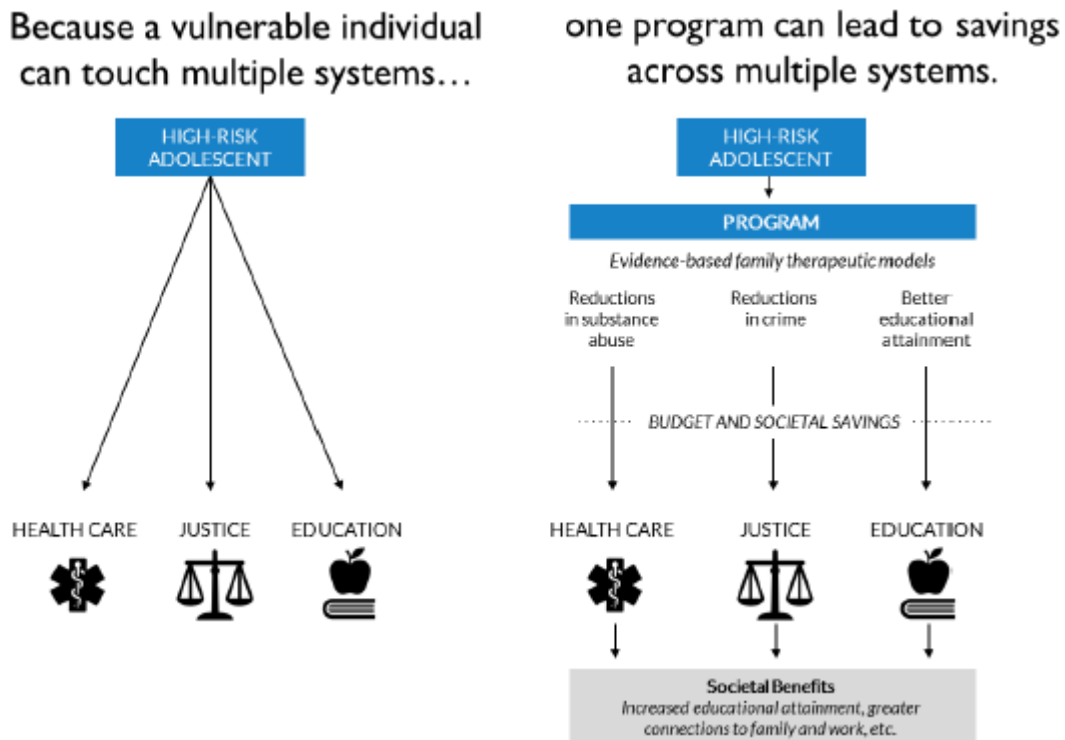 Because a vulnerable individual
can touch multiple systems…
HIGH-RISK
ADOLESCENT
HEALTH CARE
JUSTICE
EDUCATION
one program can lead to savings
across multiple systems.
HIGH-RISK
ADOLESCENT
PROGRAM
Evidence-based family therapeutic models
Reductions
in substance
abuse
Reductions
in crime
Better
educational
attainment
BUDGET AND SOCIETAL SAVINGS
HEALTH CARE
JUSTICE
EDUCATION
Societal Benefits
Increased educational attainment, greater
connections to family and work, etc.